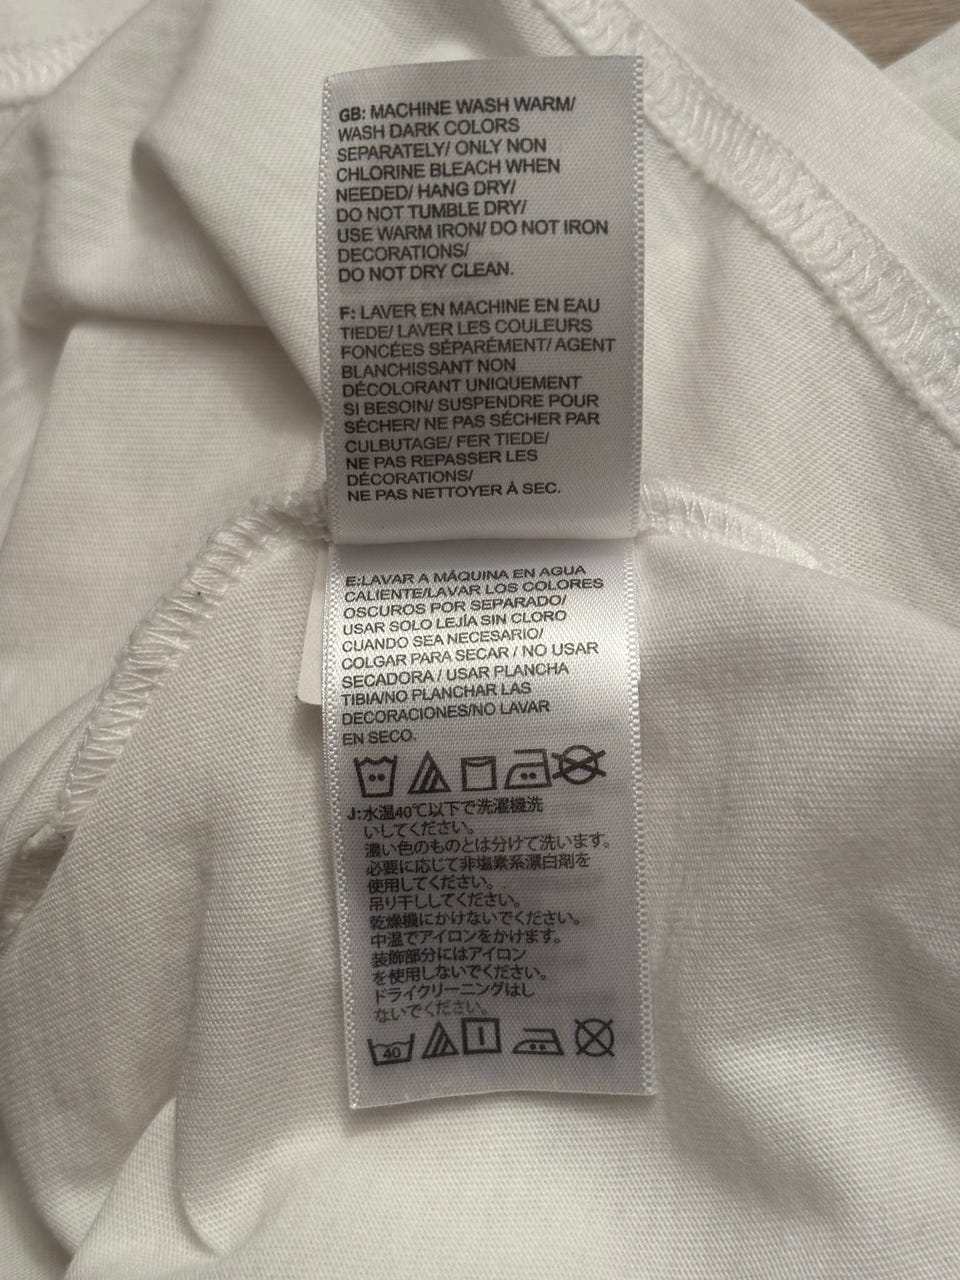 GB: MACHINE WASH WARM/
WASH DARK COLORS
SEPARATELY/ ONLY NON
CHLORINE BLEACH WHEN
NEEDED/ HANG DRY/
DO NOT TUMBLE DRY/
USE WARM IRON/ DO NOT IRON
DECORATIONS/
DO NOT DRY CLEAN.
F: LAVER EN MACHINE EN EAU
TIEDE/ LAVER LES COULEURS
FONCÉES SÉPARÉMENT/ AGENT
BLANCHISSANT NON
DÉCOLORANT UNIQUEMENT
SI BESOIN/ SUSPENDRE POUR
SÉCHER/ NE PAS SÉCHER PAR
CULBUTAGE/ FER TIEDE/
NE PAS REPASSER LES
DÉCORATIONS/
NE PAS NETTOYER À SEC.
E:LAVAR A MÁQUINA EN AGUA
CALIENTE/LAVAR LOS COLORES
OSCUROS POR SEPARADO/
USAR SOLO LEJÍA SIN CLORO
CUANDO SEA NECESARIO/
COLGAR PARA SECAR / NO USAR
SECADORA / USAR PLANCHA
TIBIA/NO PLANCHAR LAS
DECORACIONES/NO LAVAR
EN SECO.
J:水温40℃以下で洗濯機洗
いしてください。
濃い色のものとは分けて洗います。
必要に応じて非塩素系漂白剤を
使用してください。
吊り干ししてください。
乾燥機にかけないでください。
中温でアイロンをかけます。
装飾部分にはアイロン
を使用しないでください。
ドライクリーニングはし
ないでください。
40